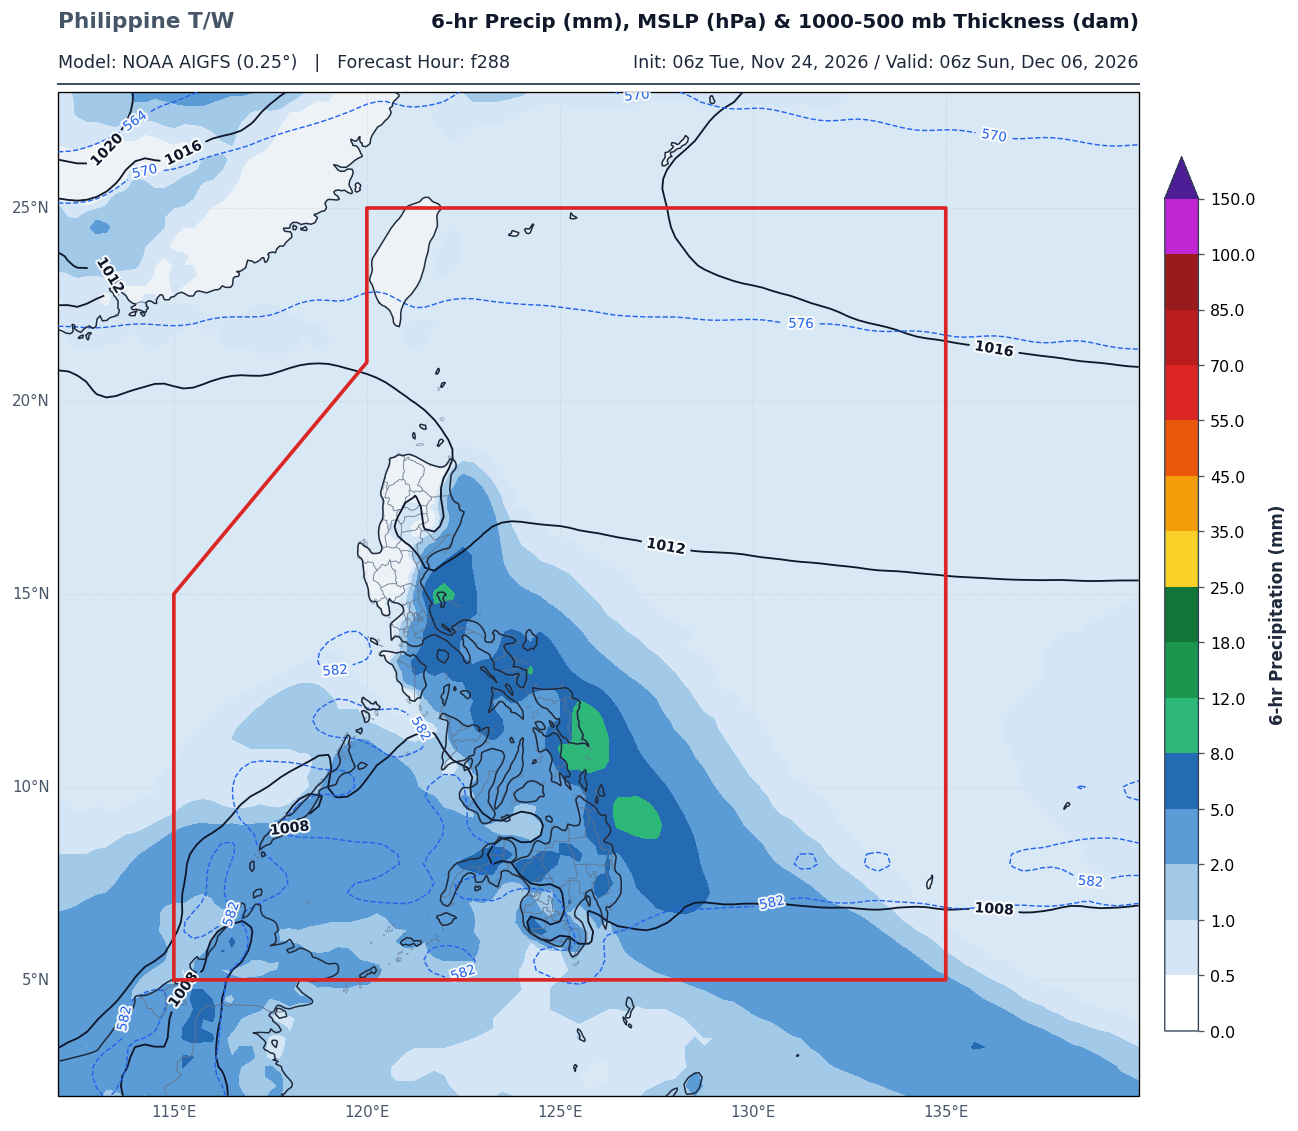 Philippine T/W
6-hr Precip (mm), MSLP (hPa) & 1000-500 mb Thickness (dam)
Model: NOAA AIGFS (0.25°) | Forecast Hour: f288
Init: 06z Tue, Nov 24, 2026 / Valid: 06z Sun, Dec 06, 2026
570
564
1020
1016
570
570
25°N
1012
576
1016
20°N
1012
15°N
582
582
10°N
1008
582
582
582
1008
582
5°N
1008
582
115°E
120°E
125°E
130°E
135°E
150.0
100.0
85.0
70.0
55.0
45.0
35.0
25.0
18.0
12.0
8.0
5.0
2.0
1.0
0.5
0.0
6-hr Precipitation (mm)